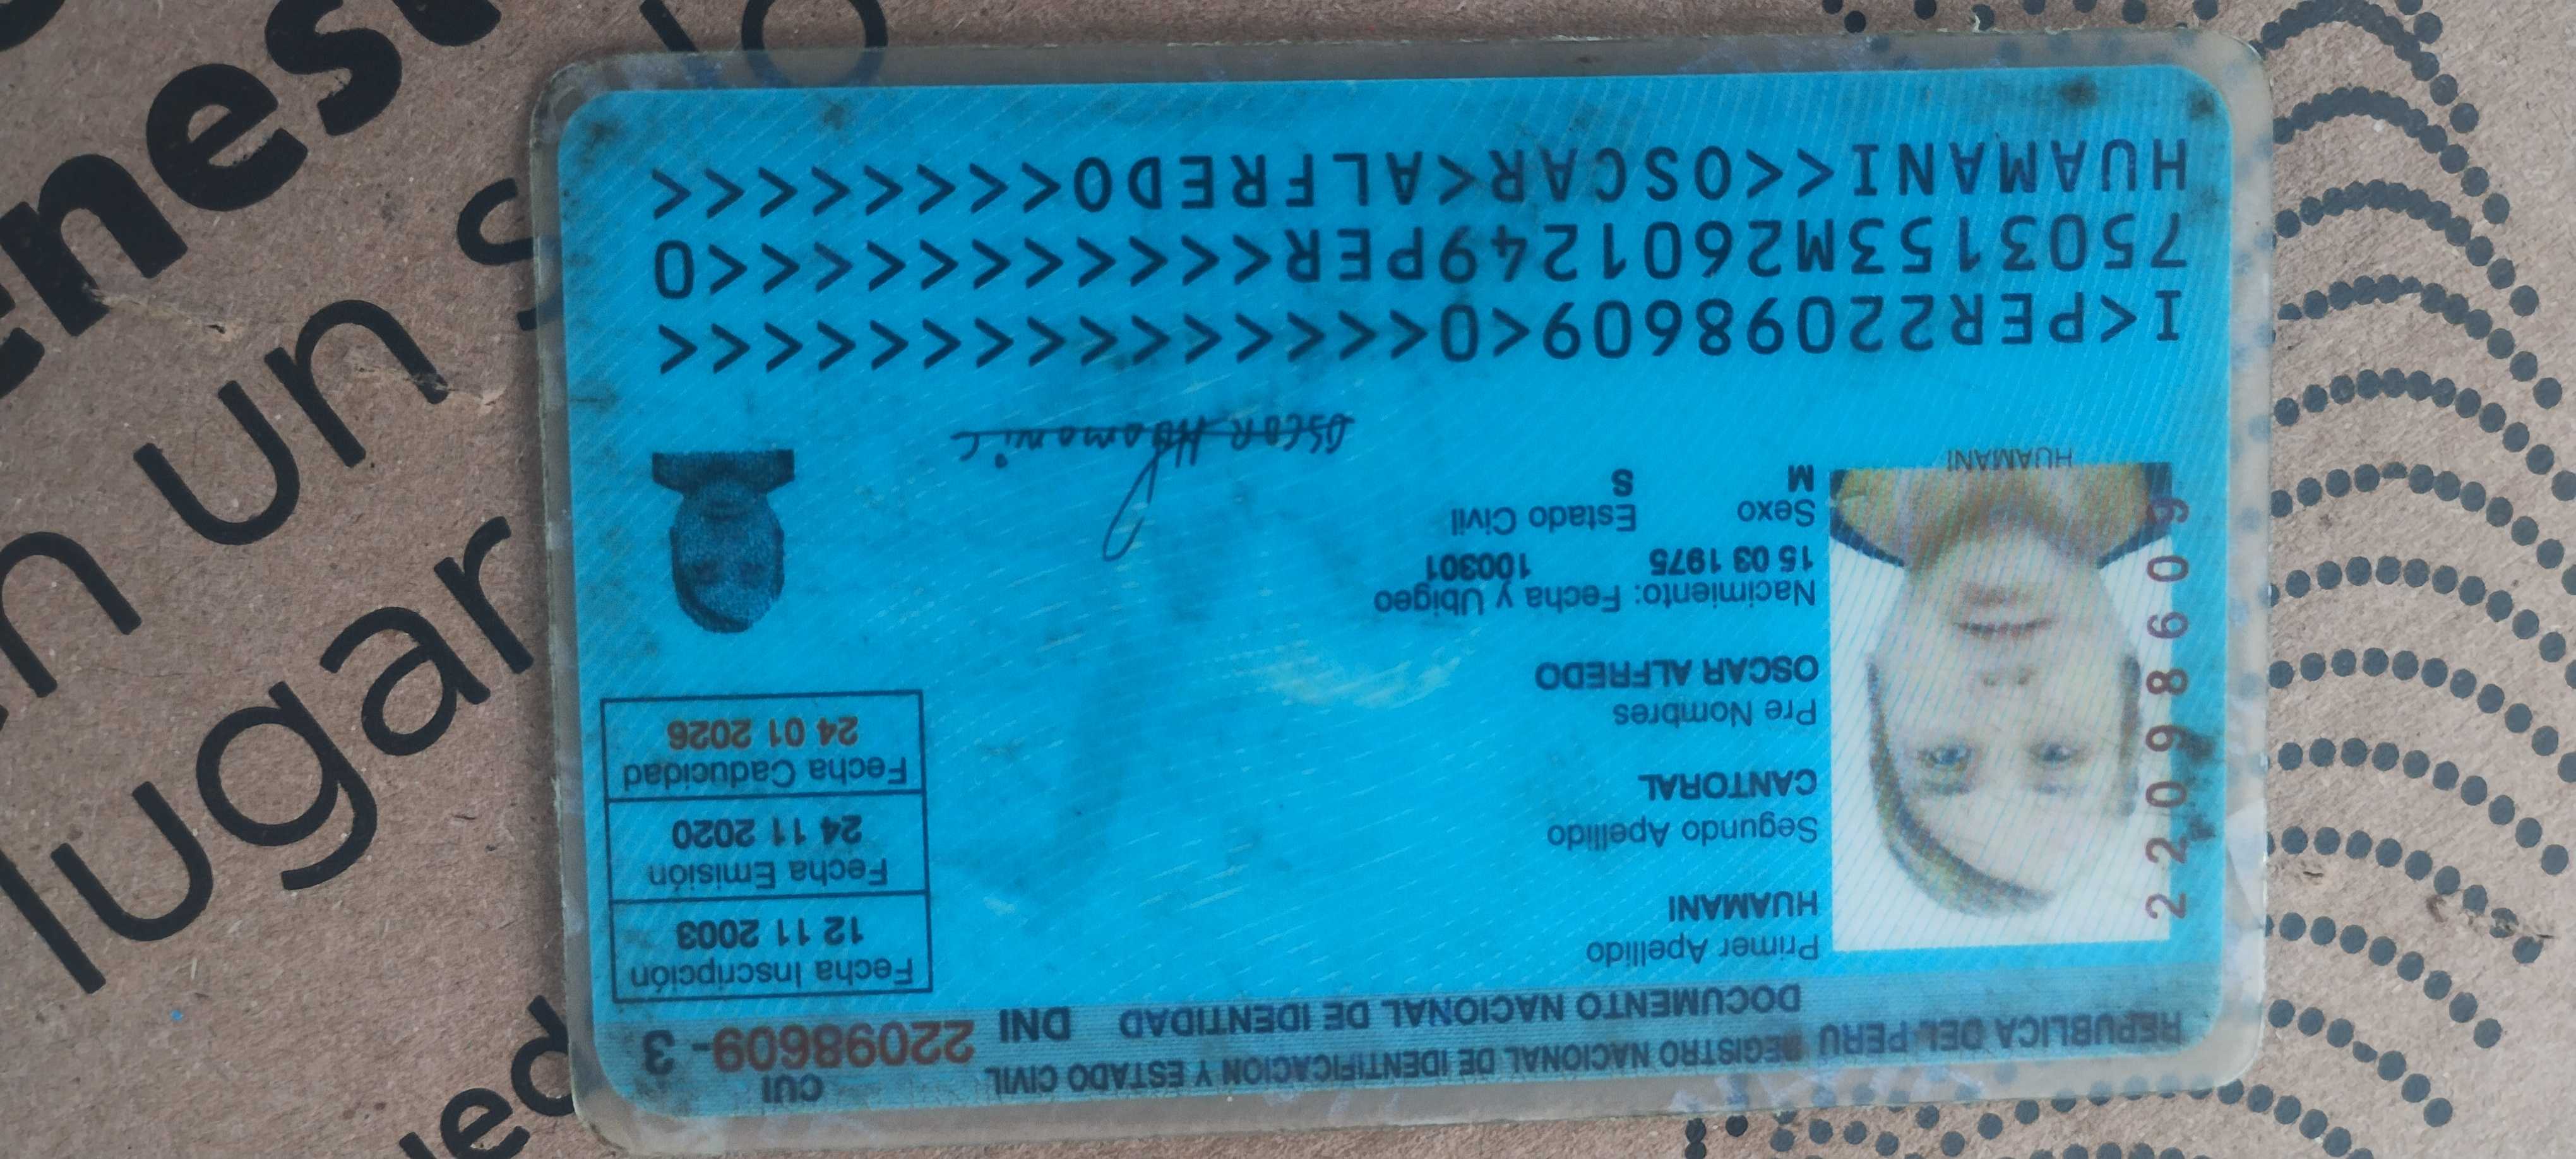 REPUBLICA DEL PERU REGISTRO NACIONAL DE IDENTIFICACION Y ESTADO CIVIL
CUI
DOCUMENTO NACIONAL DE IDENTIDAD DNI 22098609-3
Primer Apellido
HUAMANI
Segundo Apellido
CANTORAL
Pre Nombres
OSCAR ALFREDO
Nacimiento: Fecha y Ubigeo
15 03 1975 100301
Sexo Estado Civil
M S
Fecha Inscripción
12 11 2003
Fecha Emisión
24 11 2020
Fecha Caducidad
24 01 2026
22098609
HUAMANI
OSCAR HUamani C
I<PER22098609<0<<<<<<<<<<<<<<<
7503153M2601249PER<<<<<<<<<<<0
HUAMANI<<OSCAR<ALFREDO<<<<<<<<
un
lugar